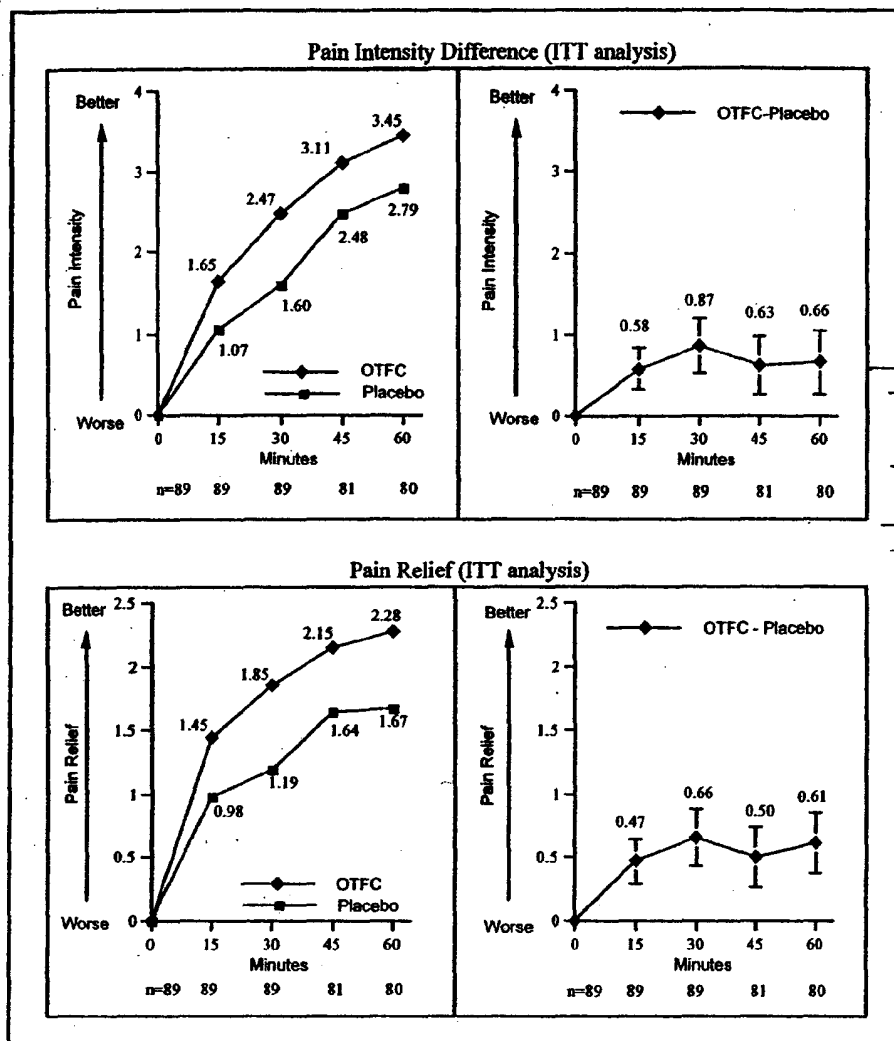 Pain Intensity Difference (ITT analysis)
Better
Pain Intensity
Worse
4
3
2
1
0
1.65
2.47
3.11
3.45
1.07
1.60
2.48
2.79
OTFC
Placebo
0 15 30 45 60
Minutes
n=89 89 89 81 80
Better
Pain Intensity
Worse
4
3
2
1
0
OTFC-Placebo
0.58
0.87
0.63
0.66
0 15 30 45 60
Minutes
n=89 89 89 81 80
Pain Relief (ITT analysis)
Better
Pain Relief
Worse
2.5
2
1.5
1
0.5
0
1.45
1.85
2.15
2.28
0.98
1.19
1.64
1.67
OTFC
Placebo
0 15 30 45 60
Minutes
n=89 89 89 81 80
Better
Pain Relief
Worse
2.5
2
1.5
1
0.5
0
OTFC - Placebo
0.47
0.66
0.50
0.61
0 15 30 45 60
Minutes
n=89 89 89 81 80